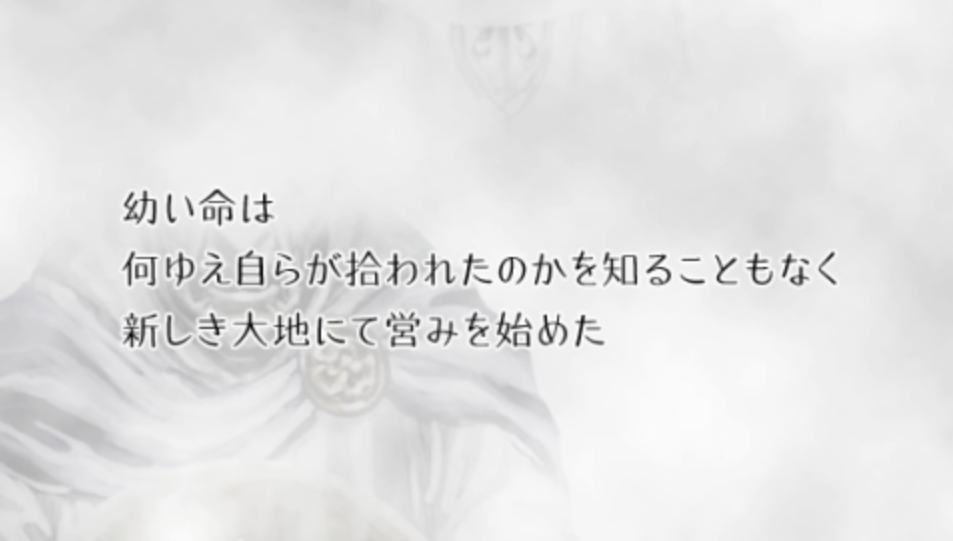 幼い命は
何ゆえ自らが拾われたのかを知ることもなく
新しき大地にて営みを始めた